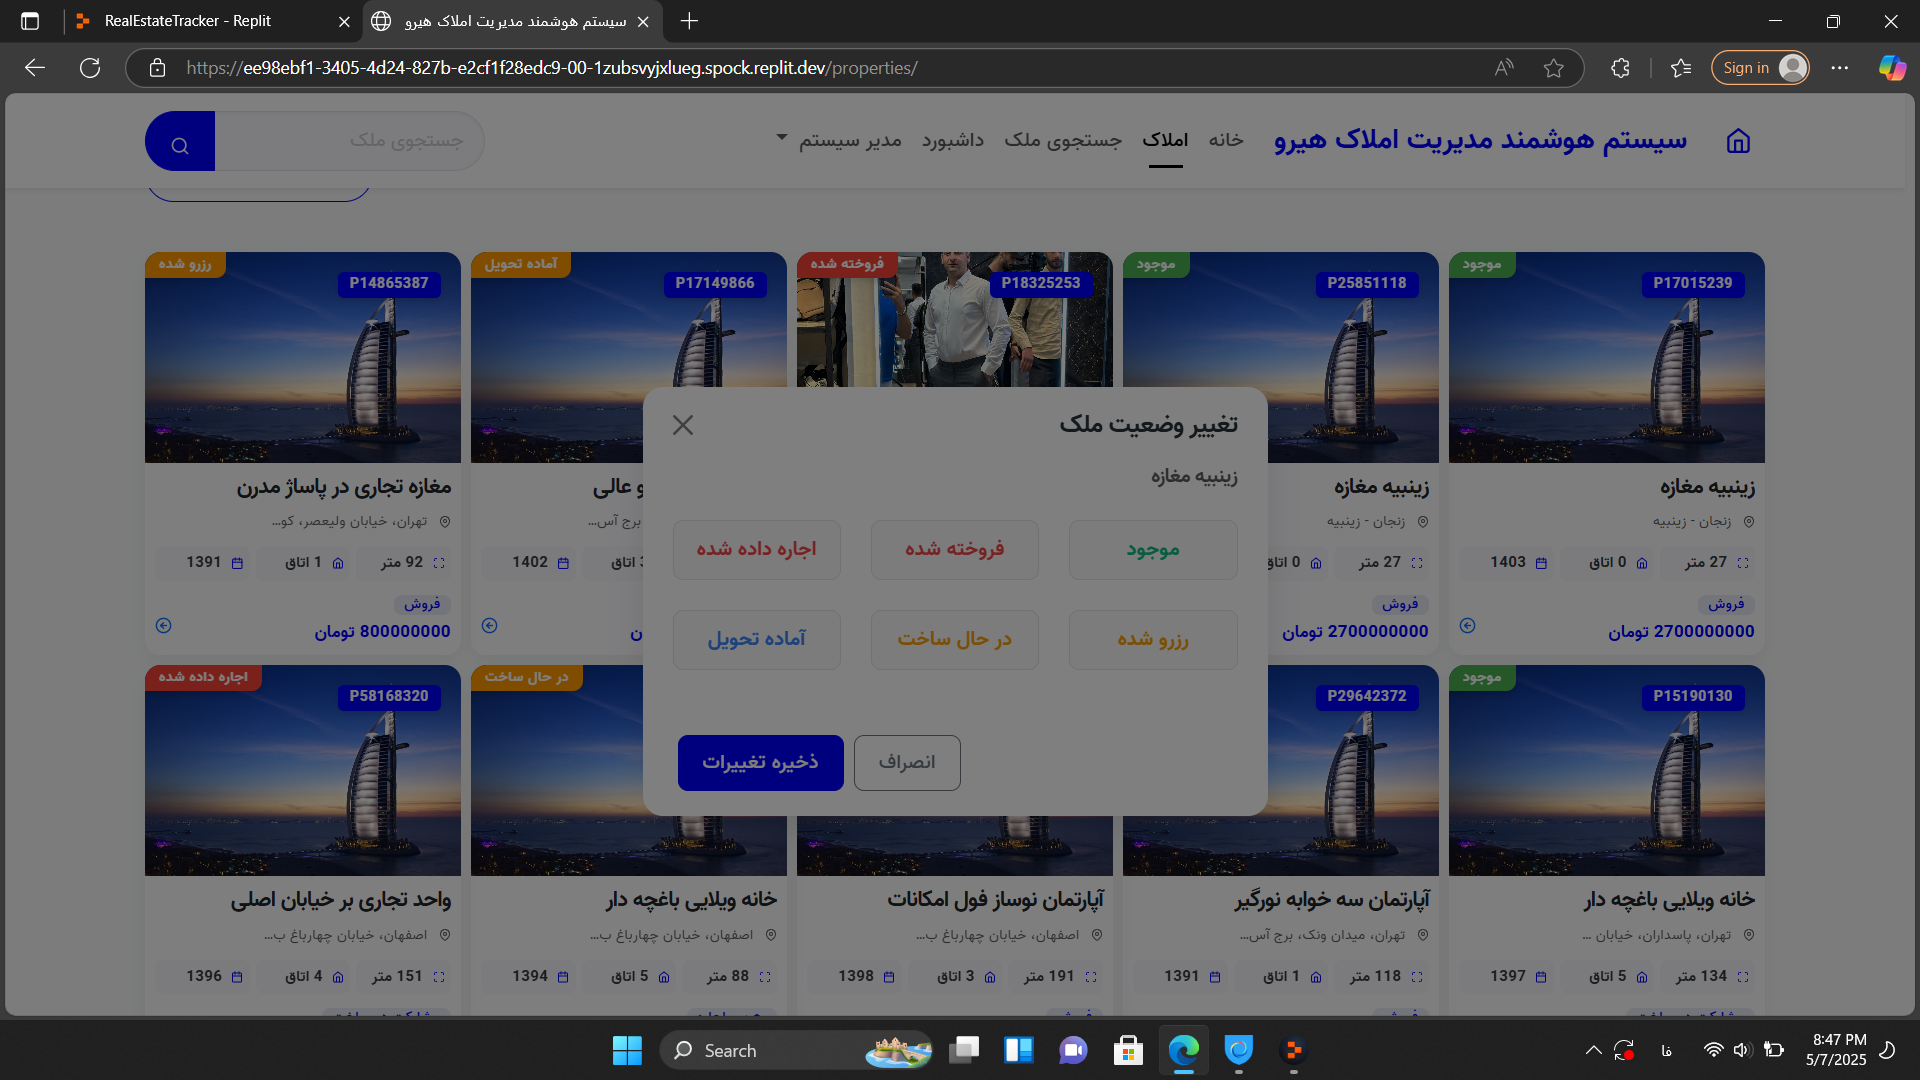 RealEstateTracker - Replit
سیستم هوشمند مدیریت املاک هیرو
https://ee98ebf1-3405-4d24-827b-e2cf1f28edc9-00-1zubsvyjxlueg.spock.replit.dev/properties/
Sign in
سیستم هوشمند مدیریت املاک هیرو
خانه
املاک
جستجوی ملک
داشبورد
مدیر سیستم
جستجوی ملک
موجود
P17015239
موجود
P25851118
فروخته شده
P18325253
آماده تحویل
P17149866
رزرو شده
P14865387
زینبیه مغازه
زنجان - زینبیه
27 متر
0 اتاق
1403
فروش
2700000000 تومان
زینبیه مغازه
زنجان - زینبیه
27 متر
0 اتاق
فروش
2700000000 تومان
و عالی
برج آس...
1402
مغازه تجاری در پاساژ مدرن
تهران، خیابان ولیعصر، کو...
92 متر
1 اتاق
1391
فروش
800000000 تومان
تغییر وضعیت ملک
زینبیه مغازه
موجود
فروخته شده
اجاره داده شده
رزرو شده
در حال ساخت
آماده تحویل
انصراف
ذخیره تغییرات
موجود
P15190130
P29642372
در حال ساخت
اجاره داده شده
P58168320
خانه ویلایی باغچه دار
تهران، پاسداران، خیابان ...
134 متر
5 اتاق
1397
آپارتمان سه خوابه نورگیر
تهران، میدان ونک، برج آس...
118 متر
1 اتاق
1391
آپارتمان نوساز فول امکانات
اصفهان، خیابان چهارباغ ب...
191 متر
3 اتاق
1398
خانه ویلایی باغچه دار
اصفهان، خیابان چهارباغ ب...
88 متر
5 اتاق
1394
واحد تجاری بر خیابان اصلی
اصفهان، خیابان چهارباغ ب...
151 متر
4 اتاق
1396
Search
فا
8:47 PM
5/7/2025